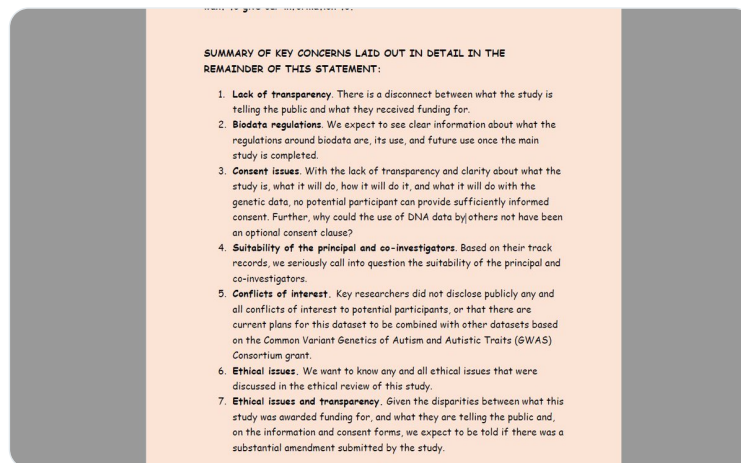 SUMMARY OF KEY CONCERNS LAID OUT IN DETAIL IN THE
REMAINDER OF THIS STATEMENT:
1. Lack of transparency. There is a disconnect between what the study is
telling the public and what they received funding for.
2. Biodata regulations. We expect to see clear information about what the
regulations around biodata are, its use, and future use once the main
study is completed.
3. Consent issues. With the lack of transparency and clarity about what the
study is, what it will do, how it will do it, and what it will do with the
genetic data, no potential participant can provide sufficiently informed
consent. Further, why could the use of DNA data by others not have been
an optional consent clause?
4. Suitability of the principal and co-investigators. Based on their track
records, we seriously call into question the suitability of the principal and
co-investigators.
5. Conflicts of interest. Key researchers did not disclose publicly any and
all conflicts of interest to potential participants, or that there are
current plans for this dataset to be combined with other datasets based
on the Common Variant Genetics of Autism and Autistic Traits (GWAS)
Consortium grant.
6. Ethical issues. We want to know any and all ethical issues that were
discussed in the ethical review of this study.
7. Ethical issues and transparency. Given the disparities between what this
study was awarded funding for, and what they are telling the public and,
on the information and consent forms, we expect to be told if there was a
substantial amendment submitted by the study.